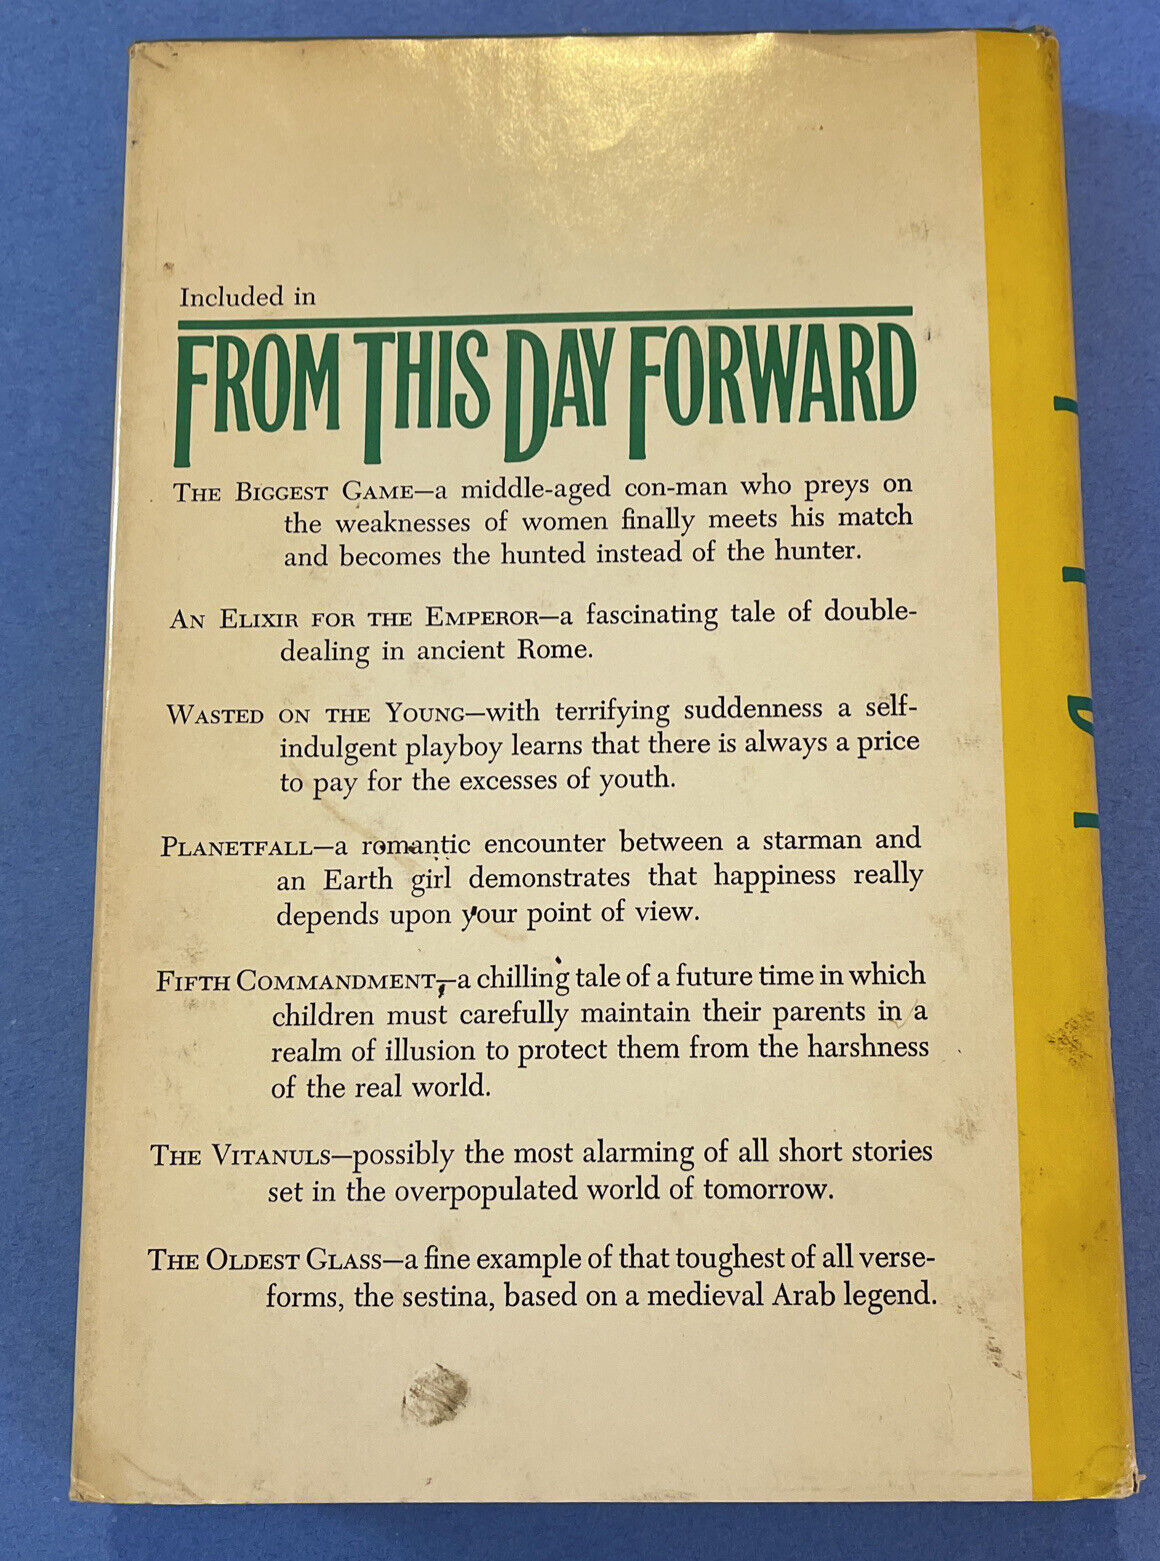 Included in
FROM THIS DAY FORWARD
THE BIGGEST GAME—a middle-aged con-man who preys on
the weaknesses of women finally meets his match
and becomes the hunted instead of the hunter.
AN ELIXIR FOR THE EMPEROR—a fascinating tale of double-
dealing in ancient Rome.
WASTED ON THE YOUNG—with terrifying suddenness a self-
indulgent playboy learns that there is always a price
to pay for the excesses of youth.
PLANETFALL—a romantic encounter between a starman and
an Earth girl demonstrates that happiness really
depends upon your point of view.
FIFTH COMMANDMENT—a chilling tale of a future time in which
children must carefully maintain their parents in a
realm of illusion to protect them from the harshness
of the real world.
THE VITANULS—possibly the most alarming of all short stories
set in the overpopulated world of tomorrow.
THE OLDEST GLASS—a fine example of that toughest of all verse-
forms, the sestina, based on a medieval Arab legend.